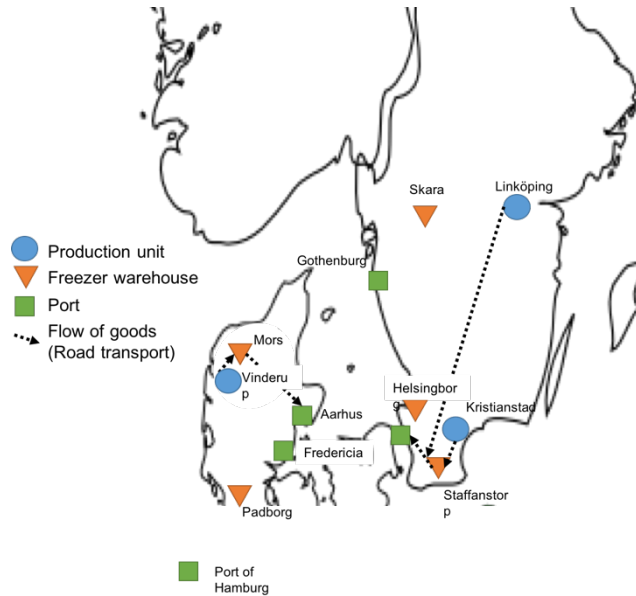 Skara
Linköping
Production unit
Freezer warehouse
Port
Flow of goods
(Road transport)
Gothenburg
Mors
Vinderu
p
Aarhus
Fredericia
Helsingbor
g
Kristianstad
Staffanstor
p
Padborg
Port of
Hamburg